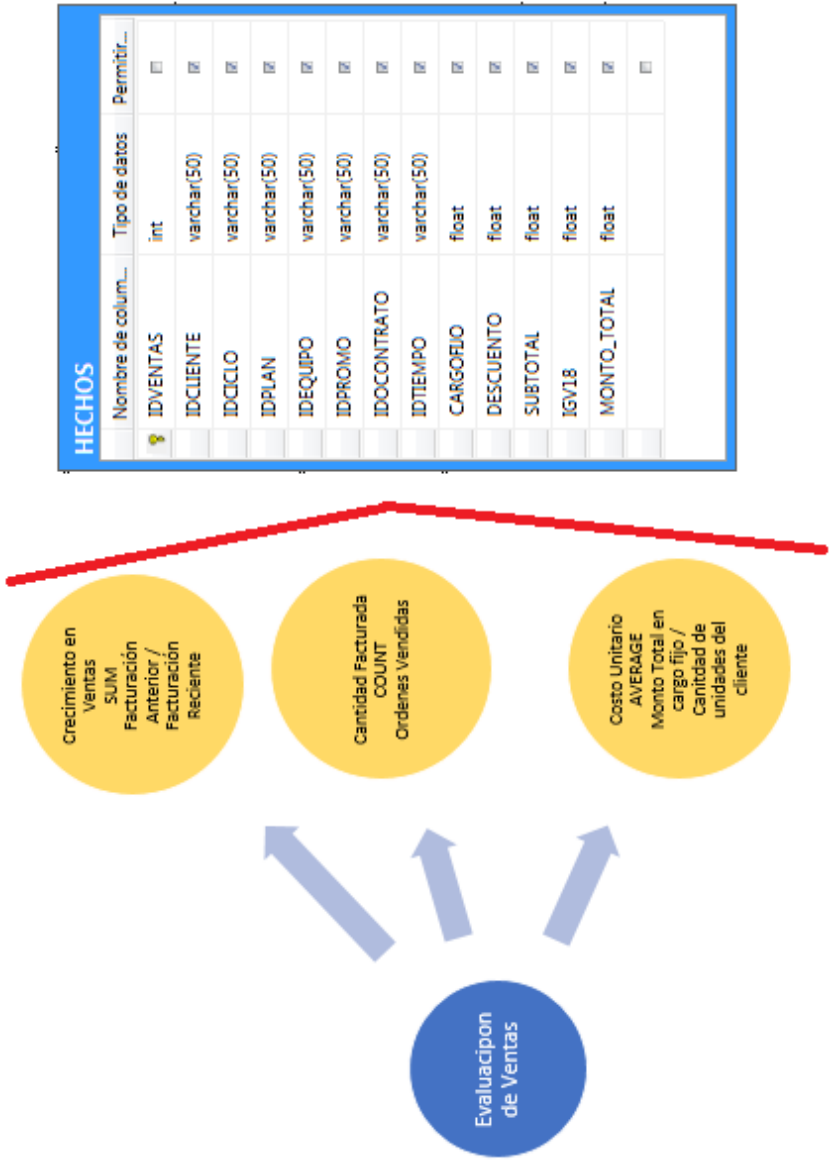 Evaluacipon
de Ventas
Crecimiento en
Ventas
SUM
Facturación
Anterior /
Facturación
Reciente
Cantidad Facturada
COUNT
Ordenes Vendidas
Costo Unitario
AVERAGE
Monto Total en
cargo fijo /
Canitdad de
unidades del
cliente
HECHOS
Nombre de colum... Tipo de datos Permitir...
IDVENTAS int
IDCLIENTE varchar(50)
IDCICLO varchar(50)
IDPLAN varchar(50)
IDEQUIPO varchar(50)
IDPROMO varchar(50)
IDOCONTRATO varchar(50)
IDTIEMPO varchar(50)
CARGOFIJO float
DESCUENTO float
SUBTOTAL float
IGV18 float
MONTO_TOTAL float